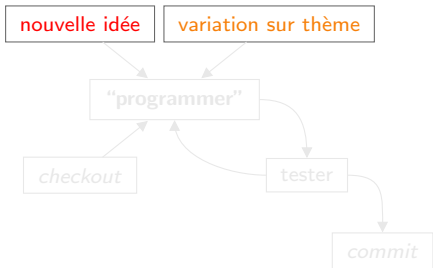 nouvelle idée variation sur thème
“programmer”
checkout
tester
commit